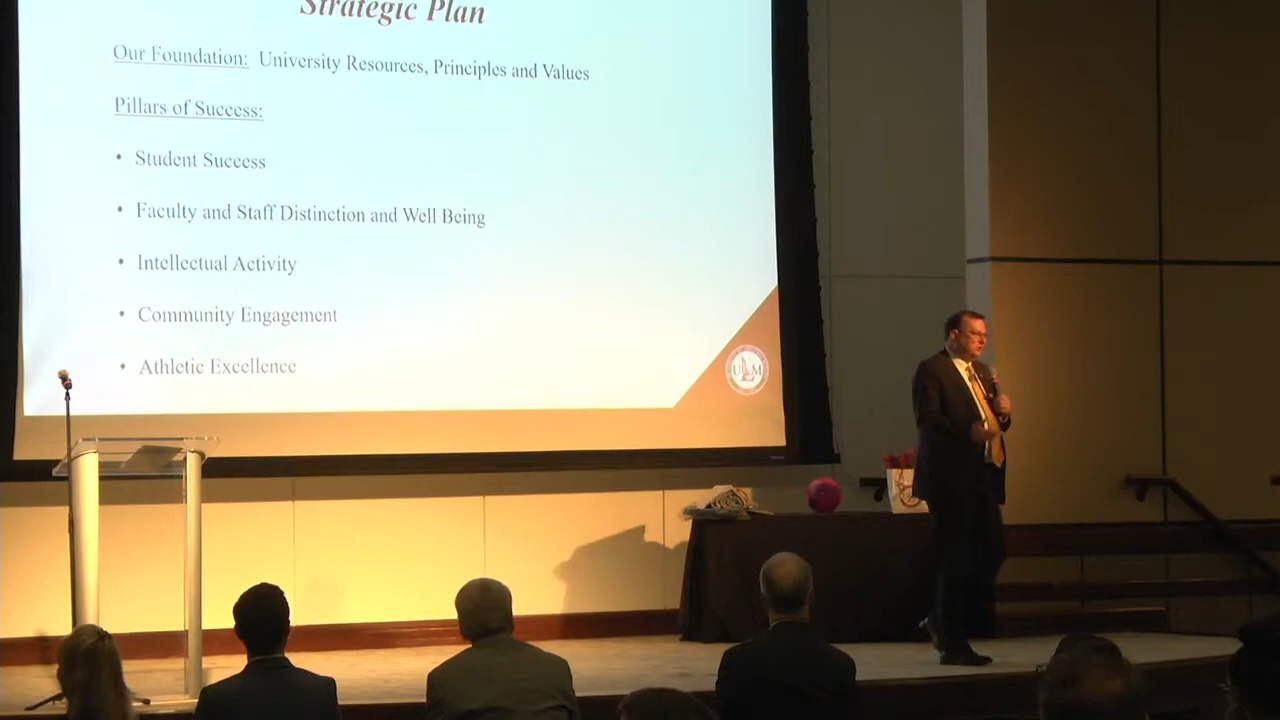 Strategic Plan
Our Foundation: University Resources, Principles and Values
Pillars of Success:
• Student Success
• Faculty and Staff Distinction and Well Being
• Intellectual Activity
• Community Engagement
• Athletic Excellence
ULM